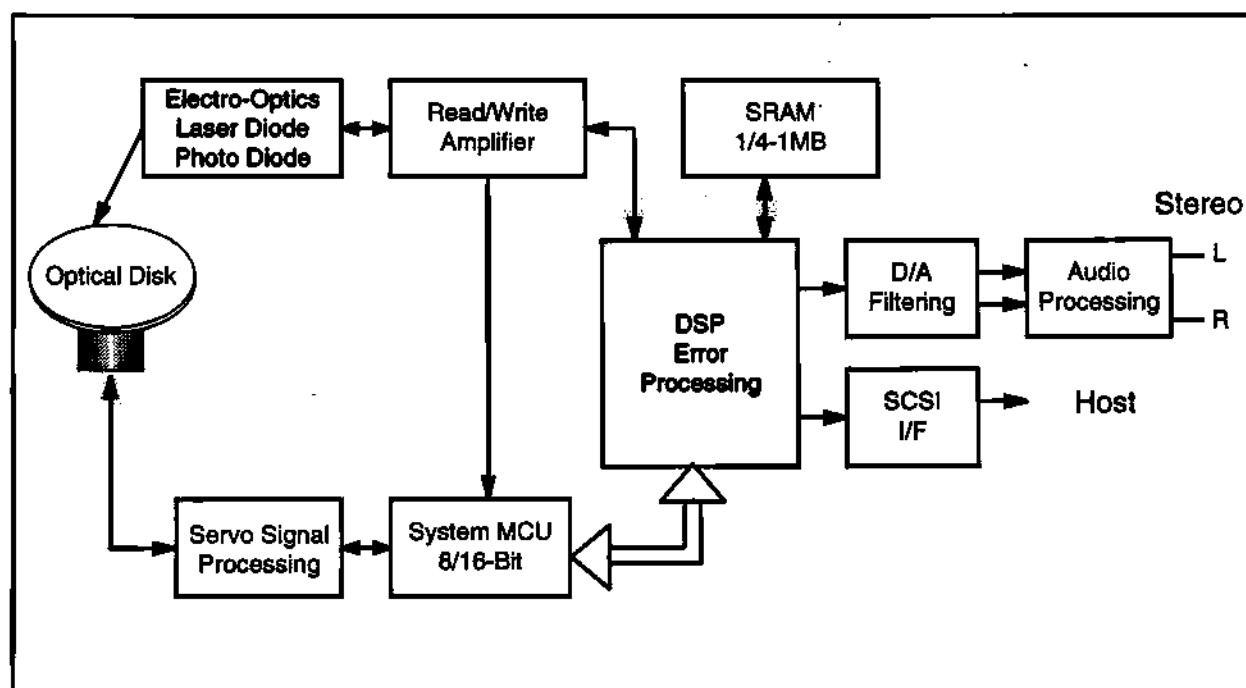 Electro-Optics
Laser Diode
Photo Diode
Read/Write
Amplifier
SRAM
1/4-1MB
Stereo
Optical Disk
DSP
Error
Processing
D/A
Filtering
Audio
Processing
L
R
SCSI
I/F
Host
Servo Signal
Processing
System MCU
8/16-Bit